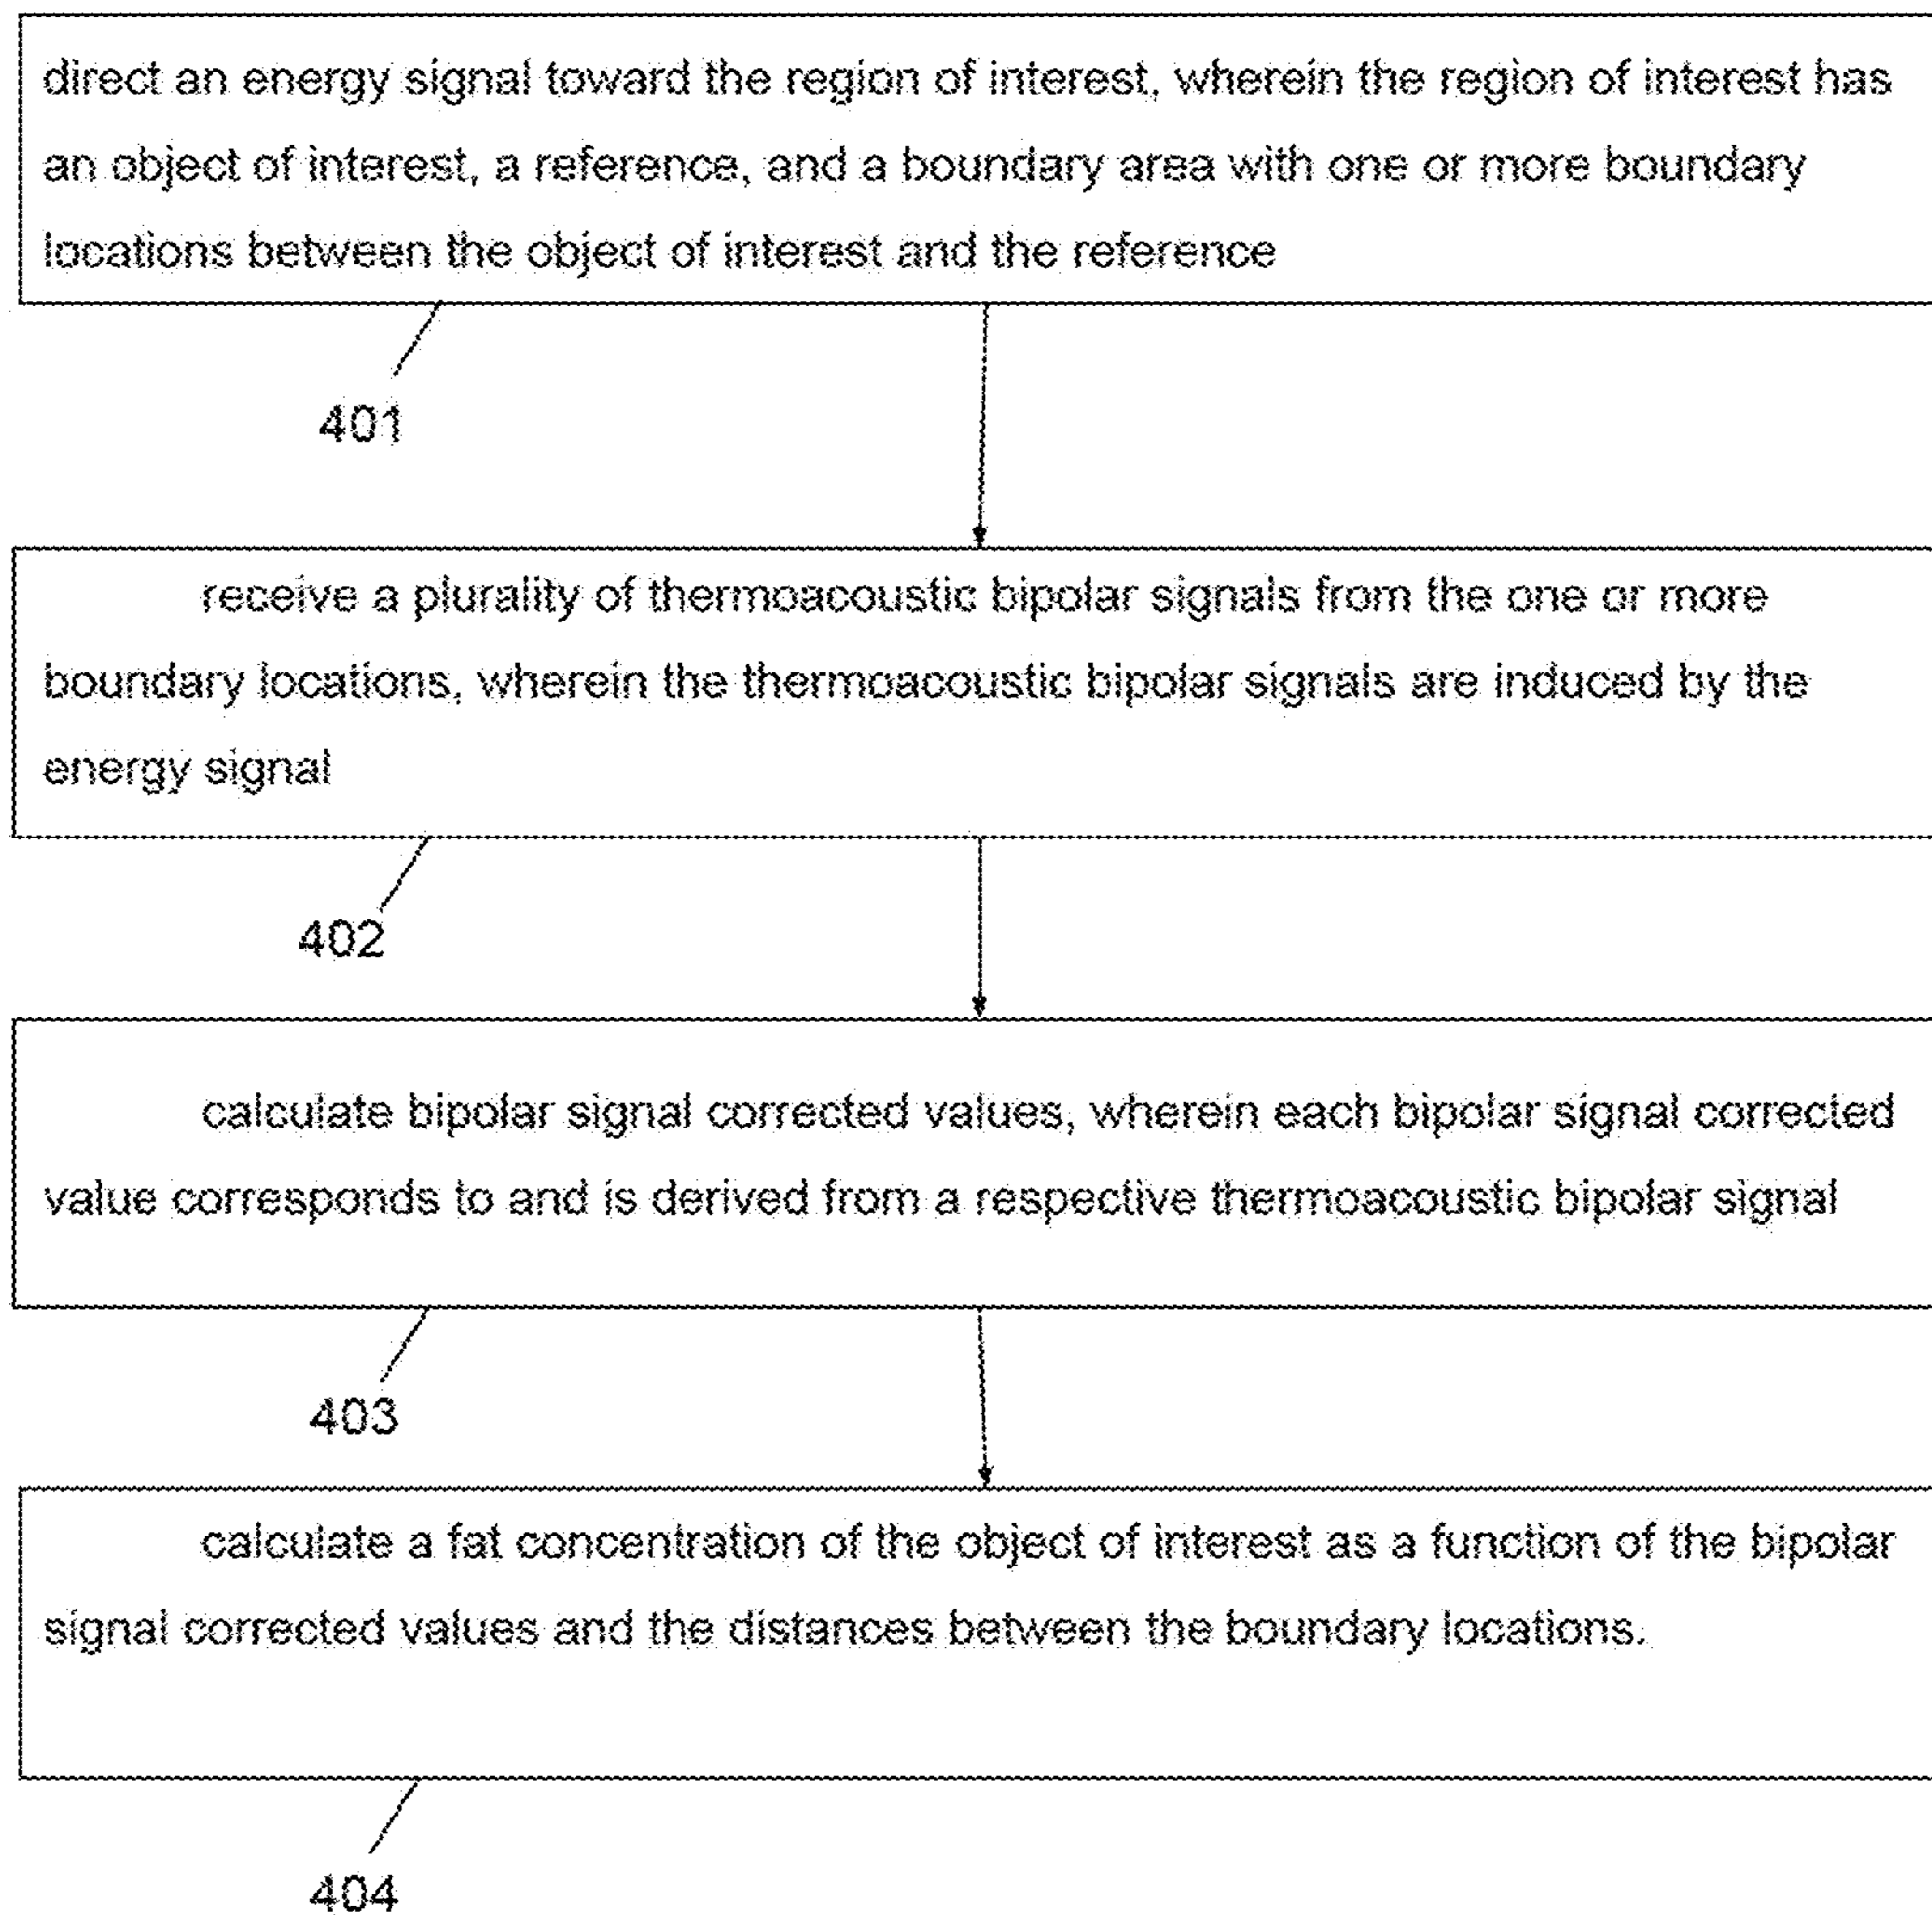 direct an energy signal toward the region of interest, wherein the region of interest has
an object of interest, a reference, and a boundary area with one or more boundary
locations between the object of interest and the reference
401
receive a plurality of thermoacoustic bipolar signals from the one or more
boundary locations, wherein the thermoacoustic bipolar signals are induced by the
energy signal
402
calculate bipolar signal corrected values, wherein each bipolar signal corrected
value corresponds to and is derived from a respective thermoacoustic bipolar signal
403
calculate a fat concentration of the object of interest as a function of the bipolar
signal corrected values and the distances between the boundary locations.
404